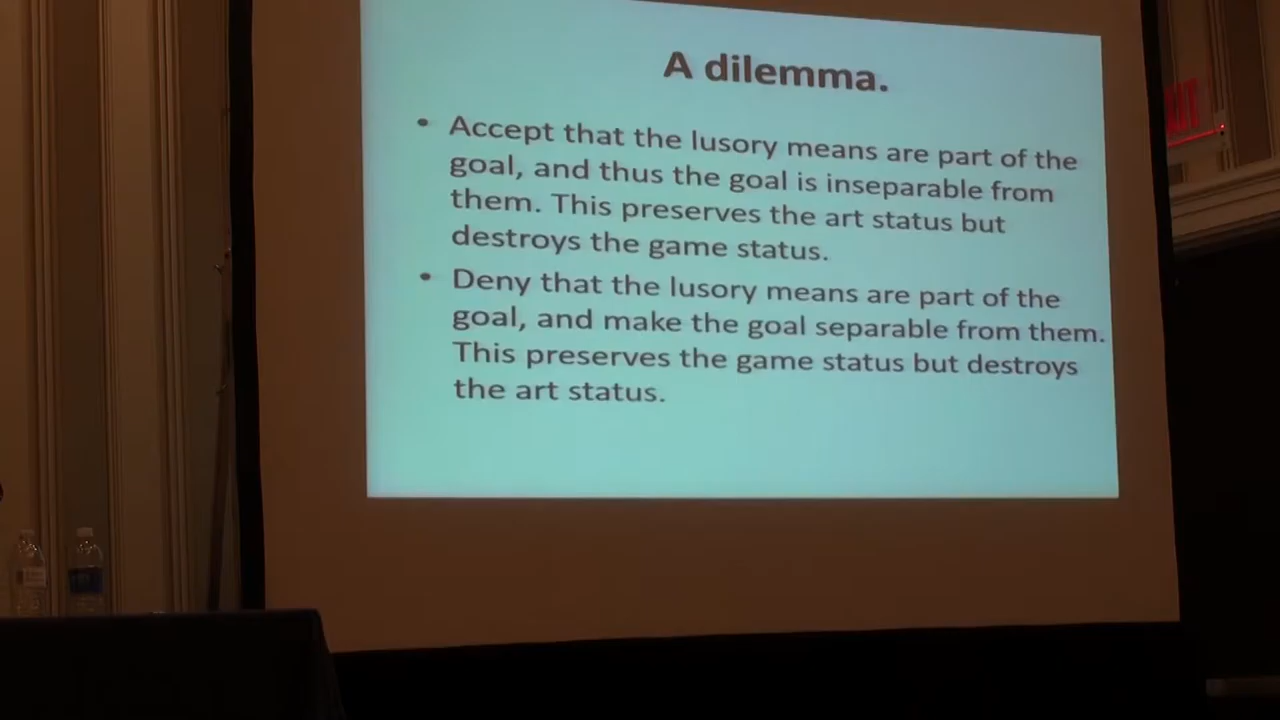 A dilemma.
• Accept that the lusory means are part of the
goal, and thus the goal is inseparable from
them. This preserves the art status but
destroys the game status.
• Deny that the lusory means are part of the
goal, and make the goal separable from them.
This preserves the game status but destroys
the art status.
EXIT